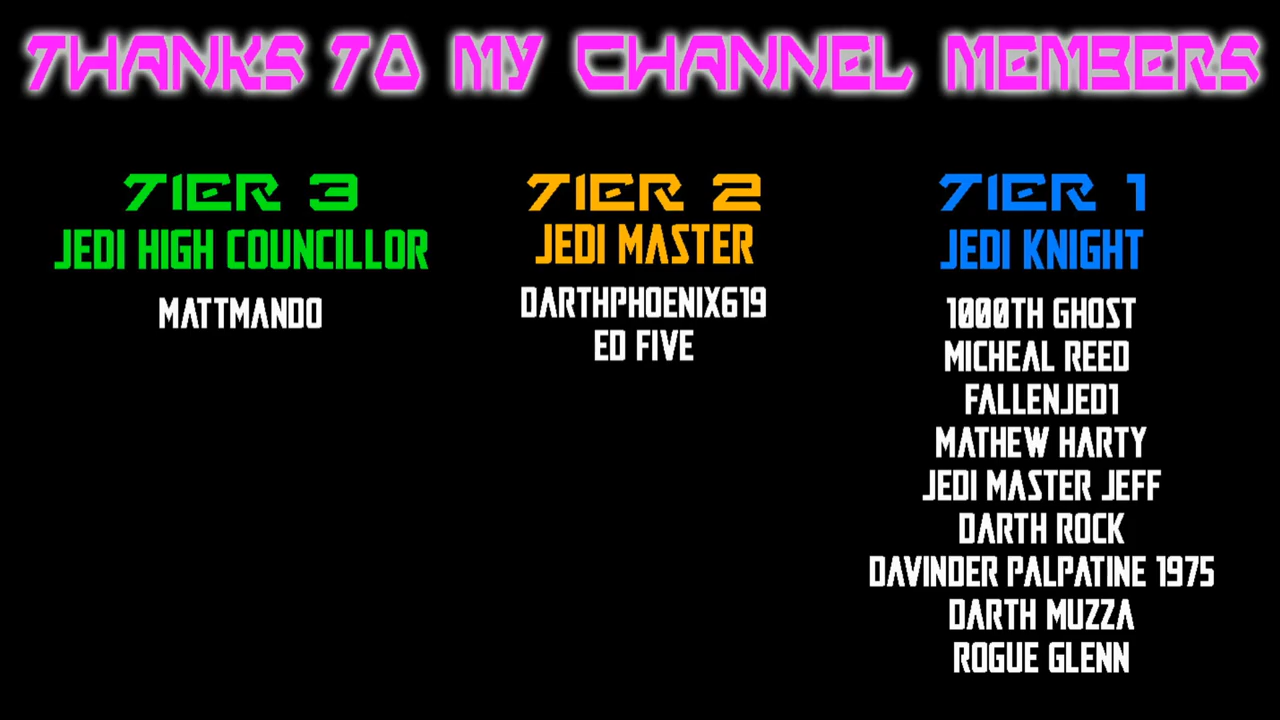 THANKS TO MY CHANNEL MEMBERS
TIER 3
JEDI HIGH COUNCILLOR
MATTMANDO
TIER 2
JEDI MASTER
DARTHPHOENIX619
ED FIVE
TIER 1
JEDI KNIGHT
1000TH GHOST
MICHEAL REED
FALLENJED1
MATHEW HARTY
JEDI MASTER JEFF
DARTH ROCK
DAVINDER PALPATINE 1975
DARTH MUZZA
ROGUE GLENN